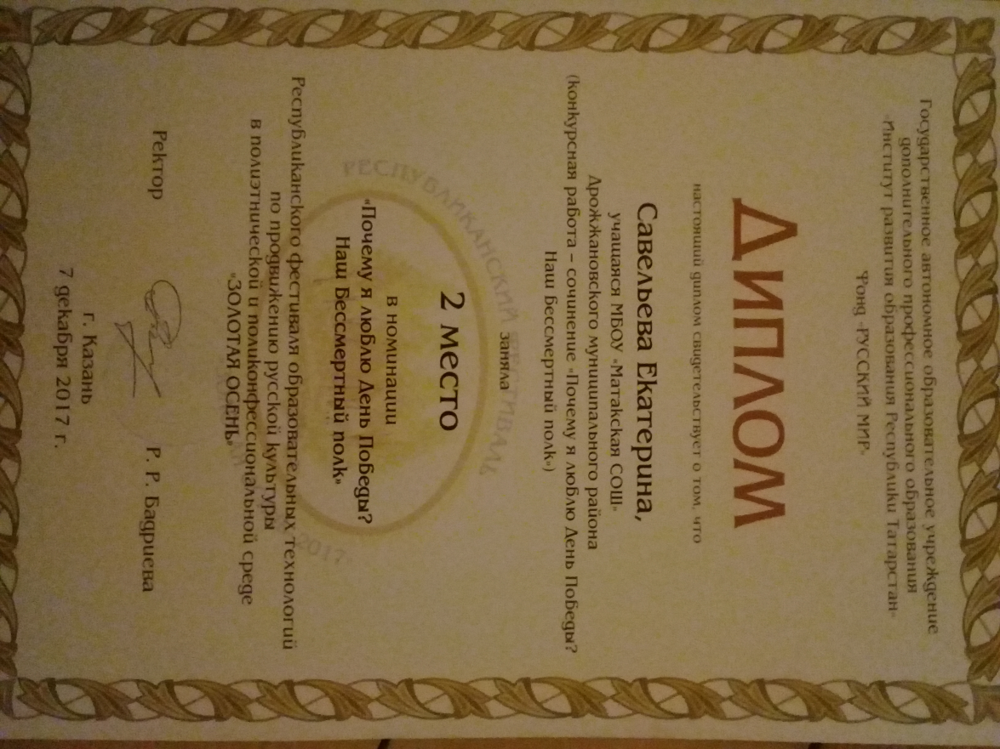 Государственное автономное образовательное учреждение
дополнительного профессионального образования
«Институт развития образования Республики Татарстан»
Фонд «РУССКИЙ МИР»
ДИПЛОМ
настоящий диплом свидетельствует о том, что
Савельева Екатерина,
учащаяся МБОУ «Матакская СОШ»
Дрожжановского муниципального района
(конкурсная работа – сочинение «Почему я люблю День Победы?
Наш Бессмертный полк»)
заняла
2 место
в номинации
«Почему я люблю День Победы?
Наш Бессмертный полк»
Республиканского фестиваля образовательных технологий
по продвижению русской культуры
в полиэтнической и поликонфессиональной среде
«ЗОЛОТАЯ ОСЕНЬ»
Ректор Р. Р. Бадриева
г. Казань
7 декабря 2017 г.
РЕСПУБЛИКАНСКИЙ ФЕСТИВАЛЬ
2017